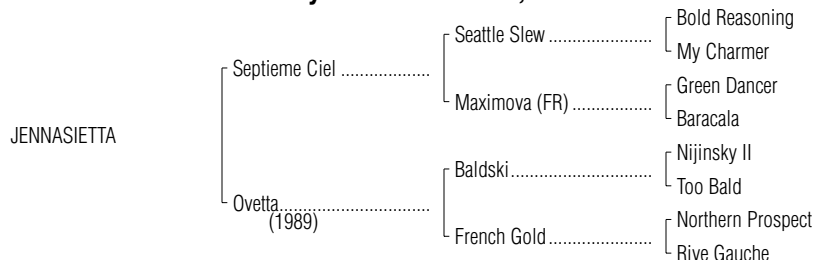 Bold Reasoning
Seattle Slew ...................
My Charmer
Septieme Ciel ...................
Green Dancer
Maximova (FR) .................
Baracala
JENNASIETTA
Nijinsky II
Baldski..............................
Too Bald
Ovetta................................
(1989)
Northern Prospect
French Gold......................
Rive Gauche